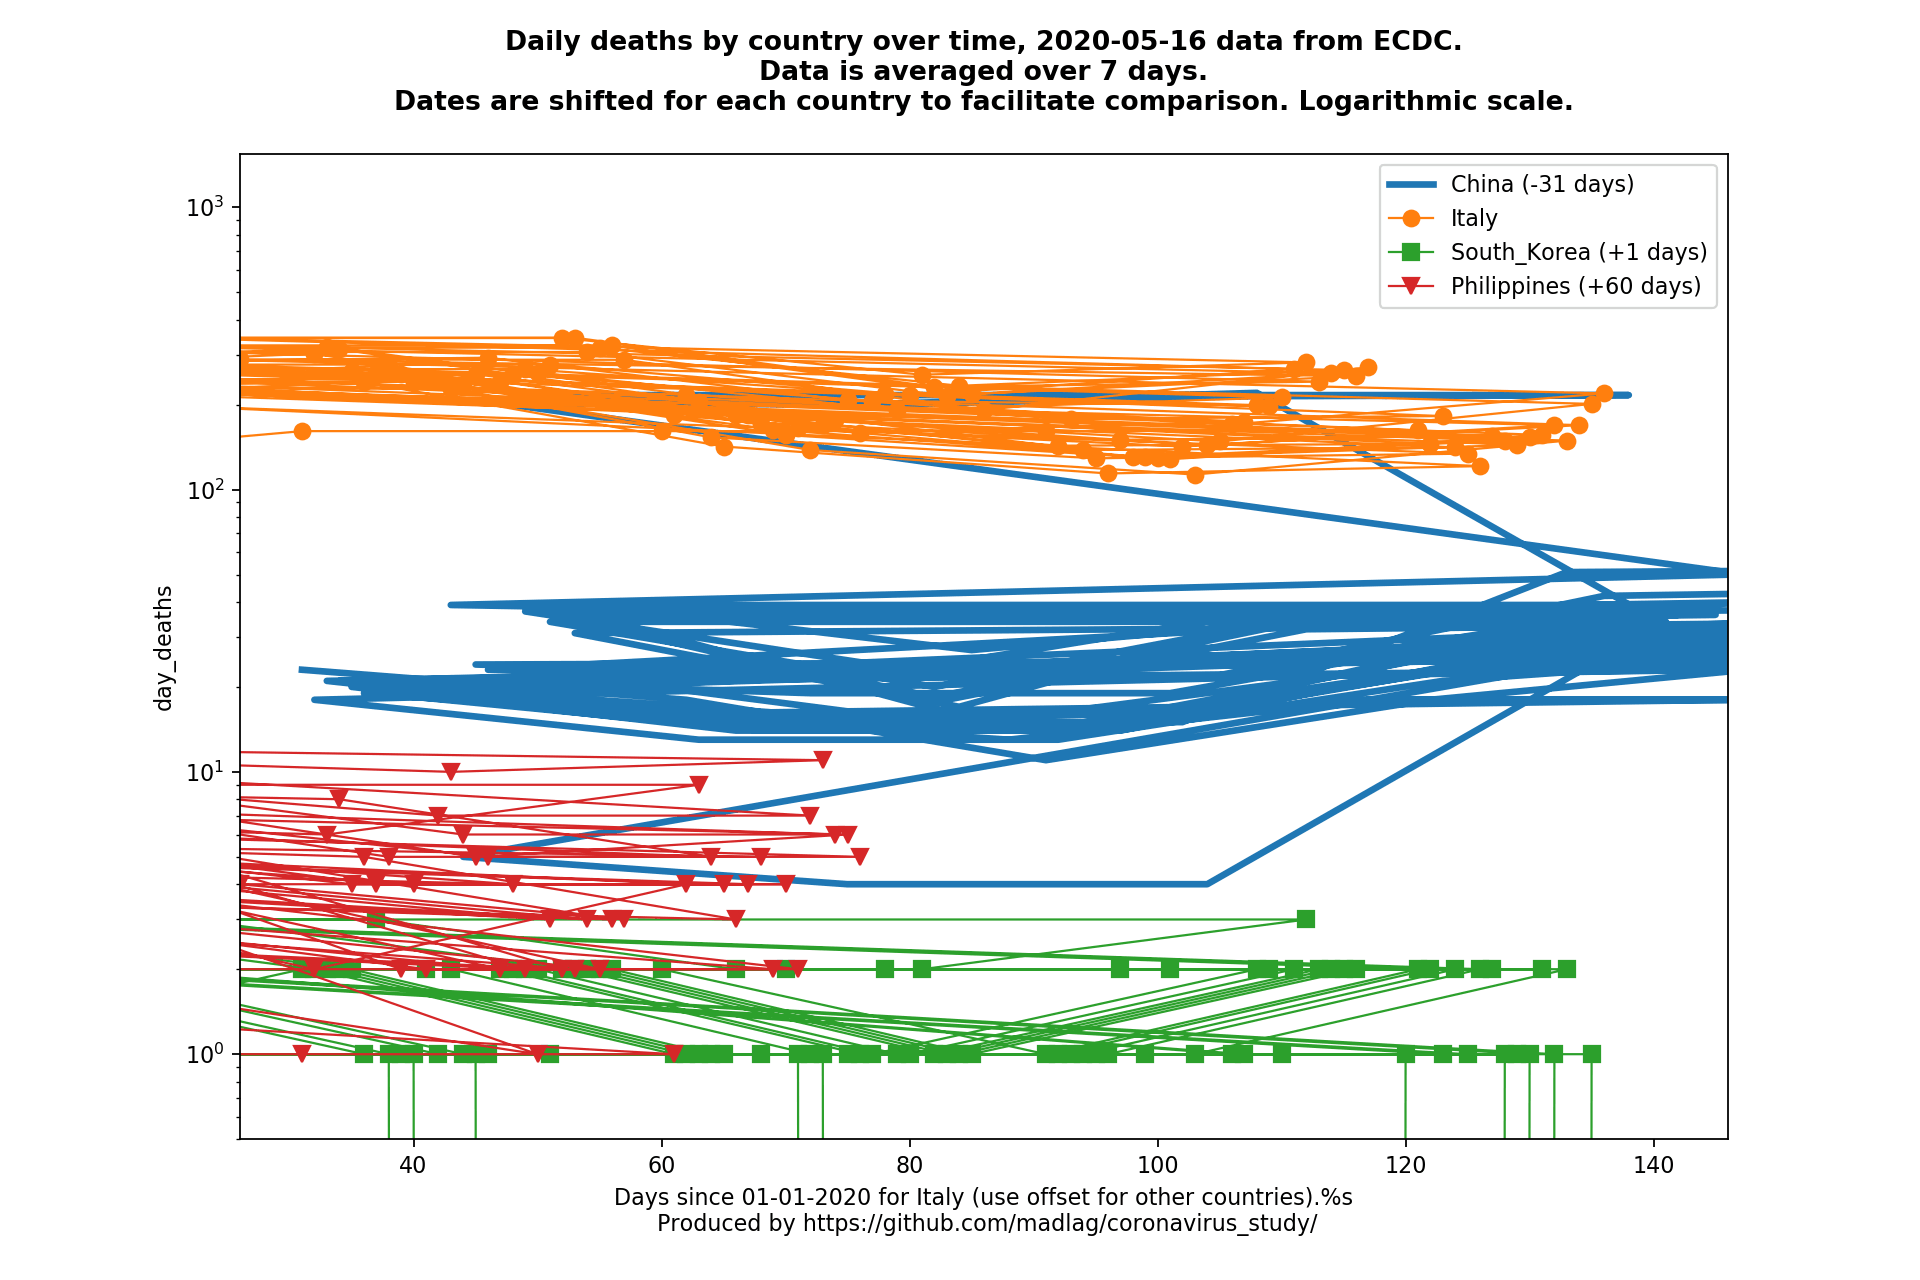 Daily deaths by country over time, 2020-05-16 data from ECDC.
Data is averaged over 7 days.
Dates are shifted for each country to facilitate comparison. Logarithmic scale.
China (-31 days)
Italy
South_Korea (+1 days)
Philippines (+60 days)
10³
10²
10¹
10⁰
day_deaths
40 60 80 100 120 140
Days since 01-01-2020 for Italy (use offset for other countries).%s
Produced by https://github.com/madlag/coronavirus_study/